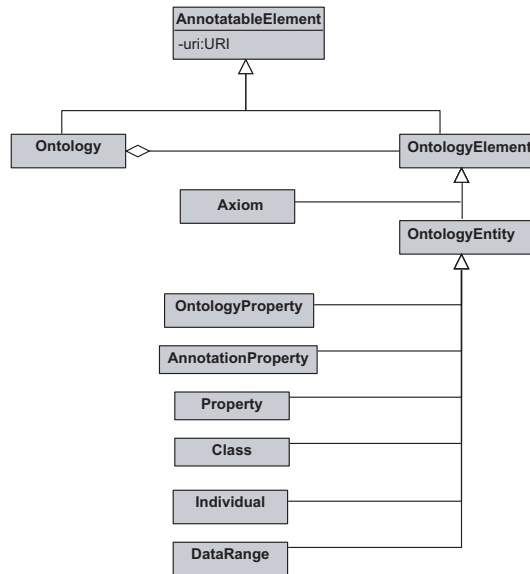 AnnotatableElement
-uri:URI
Ontology
OntologyElement
Axiom
OntologyEntity
OntologyProperty
AnnotationProperty
Property
Class
Individual
DataRange